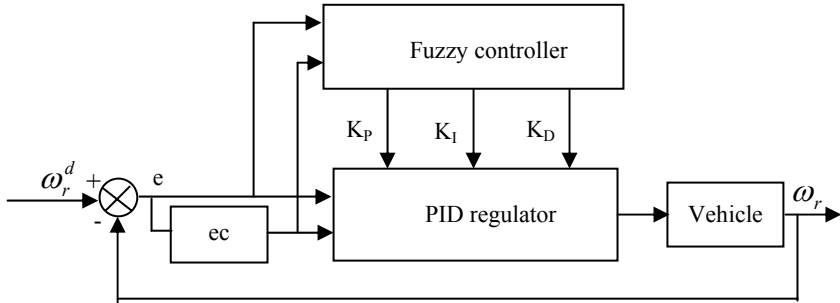 Fuzzy controller
K_P K_I K_D
ω_r^d + e
PID regulator
Vehicle
ω_r
-
ec